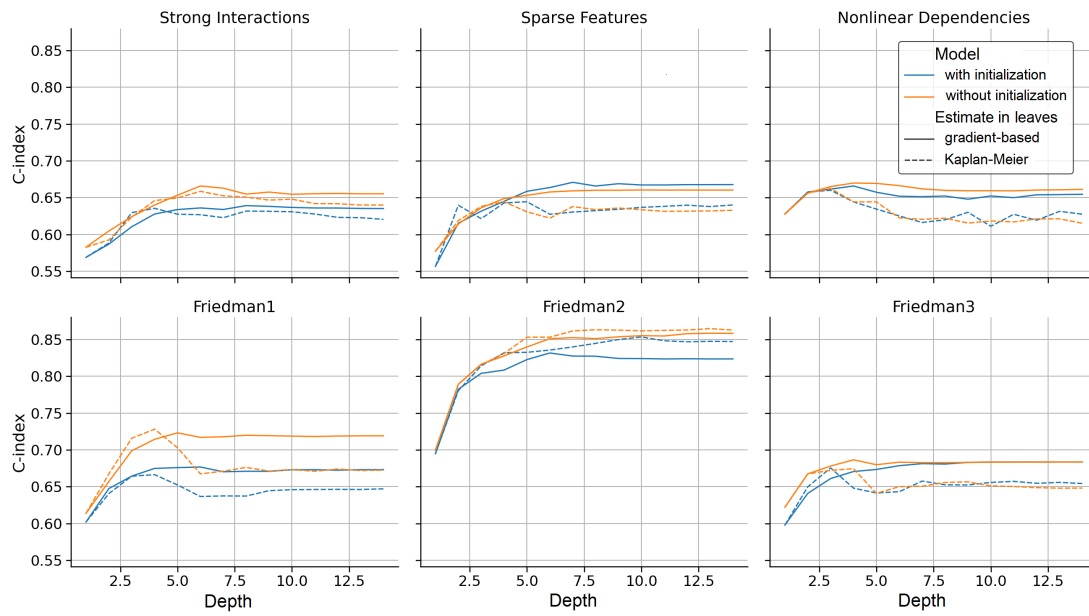 Strong Interactions
Sparse Features
Nonlinear Dependencies
C-index
0.85
0.80
0.75
0.70
0.65
0.60
0.55
Model
with initialization
without initialization
Estimate in leaves
gradient-based
Kaplan-Meier
Friedman1
Friedman2
Friedman3
C-index
0.85
0.80
0.75
0.70
0.65
0.60
0.55
2.5 5.0 7.5 10.0 12.5
2.5 5.0 7.5 10.0 12.5
2.5 5.0 7.5 10.0 12.5
Depth
Depth
Depth